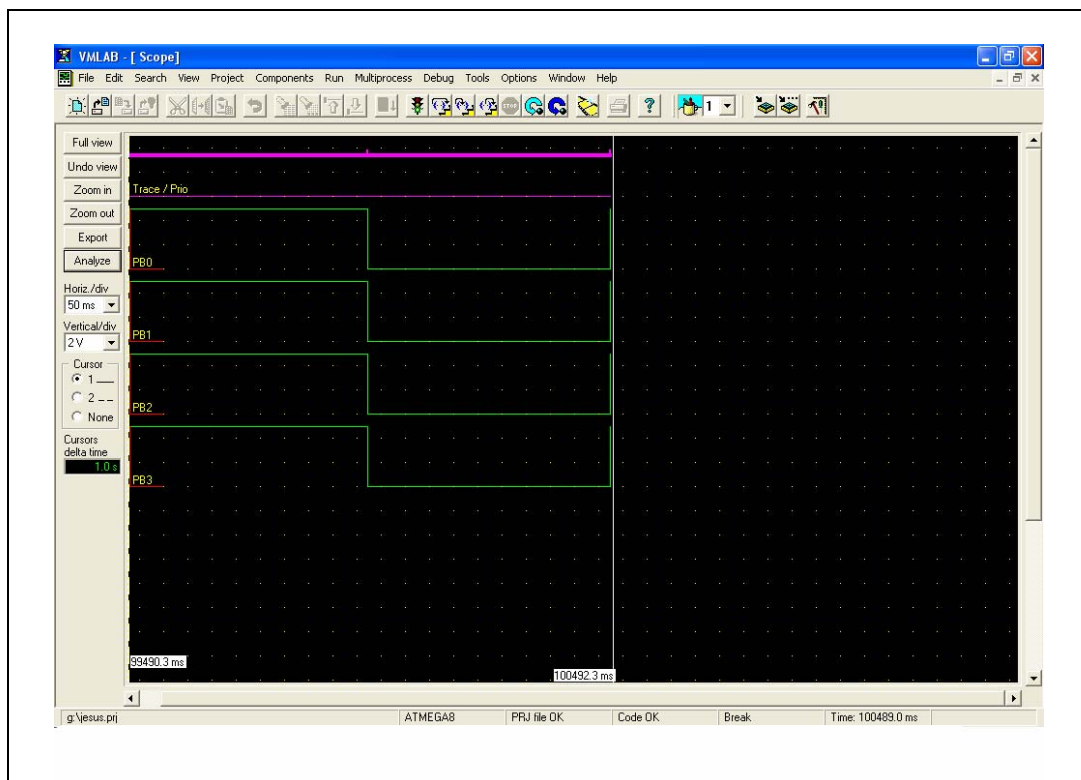 VMLAB - [ Scope]
File Edit Search View Project Components Run Multiprocess Debug Tools Options Window Help
STOP
? 1
Full view
Undo view
Zoom in
Zoom out
Export
Analyze
Horiz./div
50 ms
Vertical/div
2 V
Cursor
1 __
2 _ _
None
Cursors
delta time
1.0 s
Trace / Prio
PB0
PB1
PB2
PB3
99490.3 ms
100492.3 ms
g:\jesus.prj ATMEGA8 PRJ file OK Code OK Break Time: 100489.0 ms